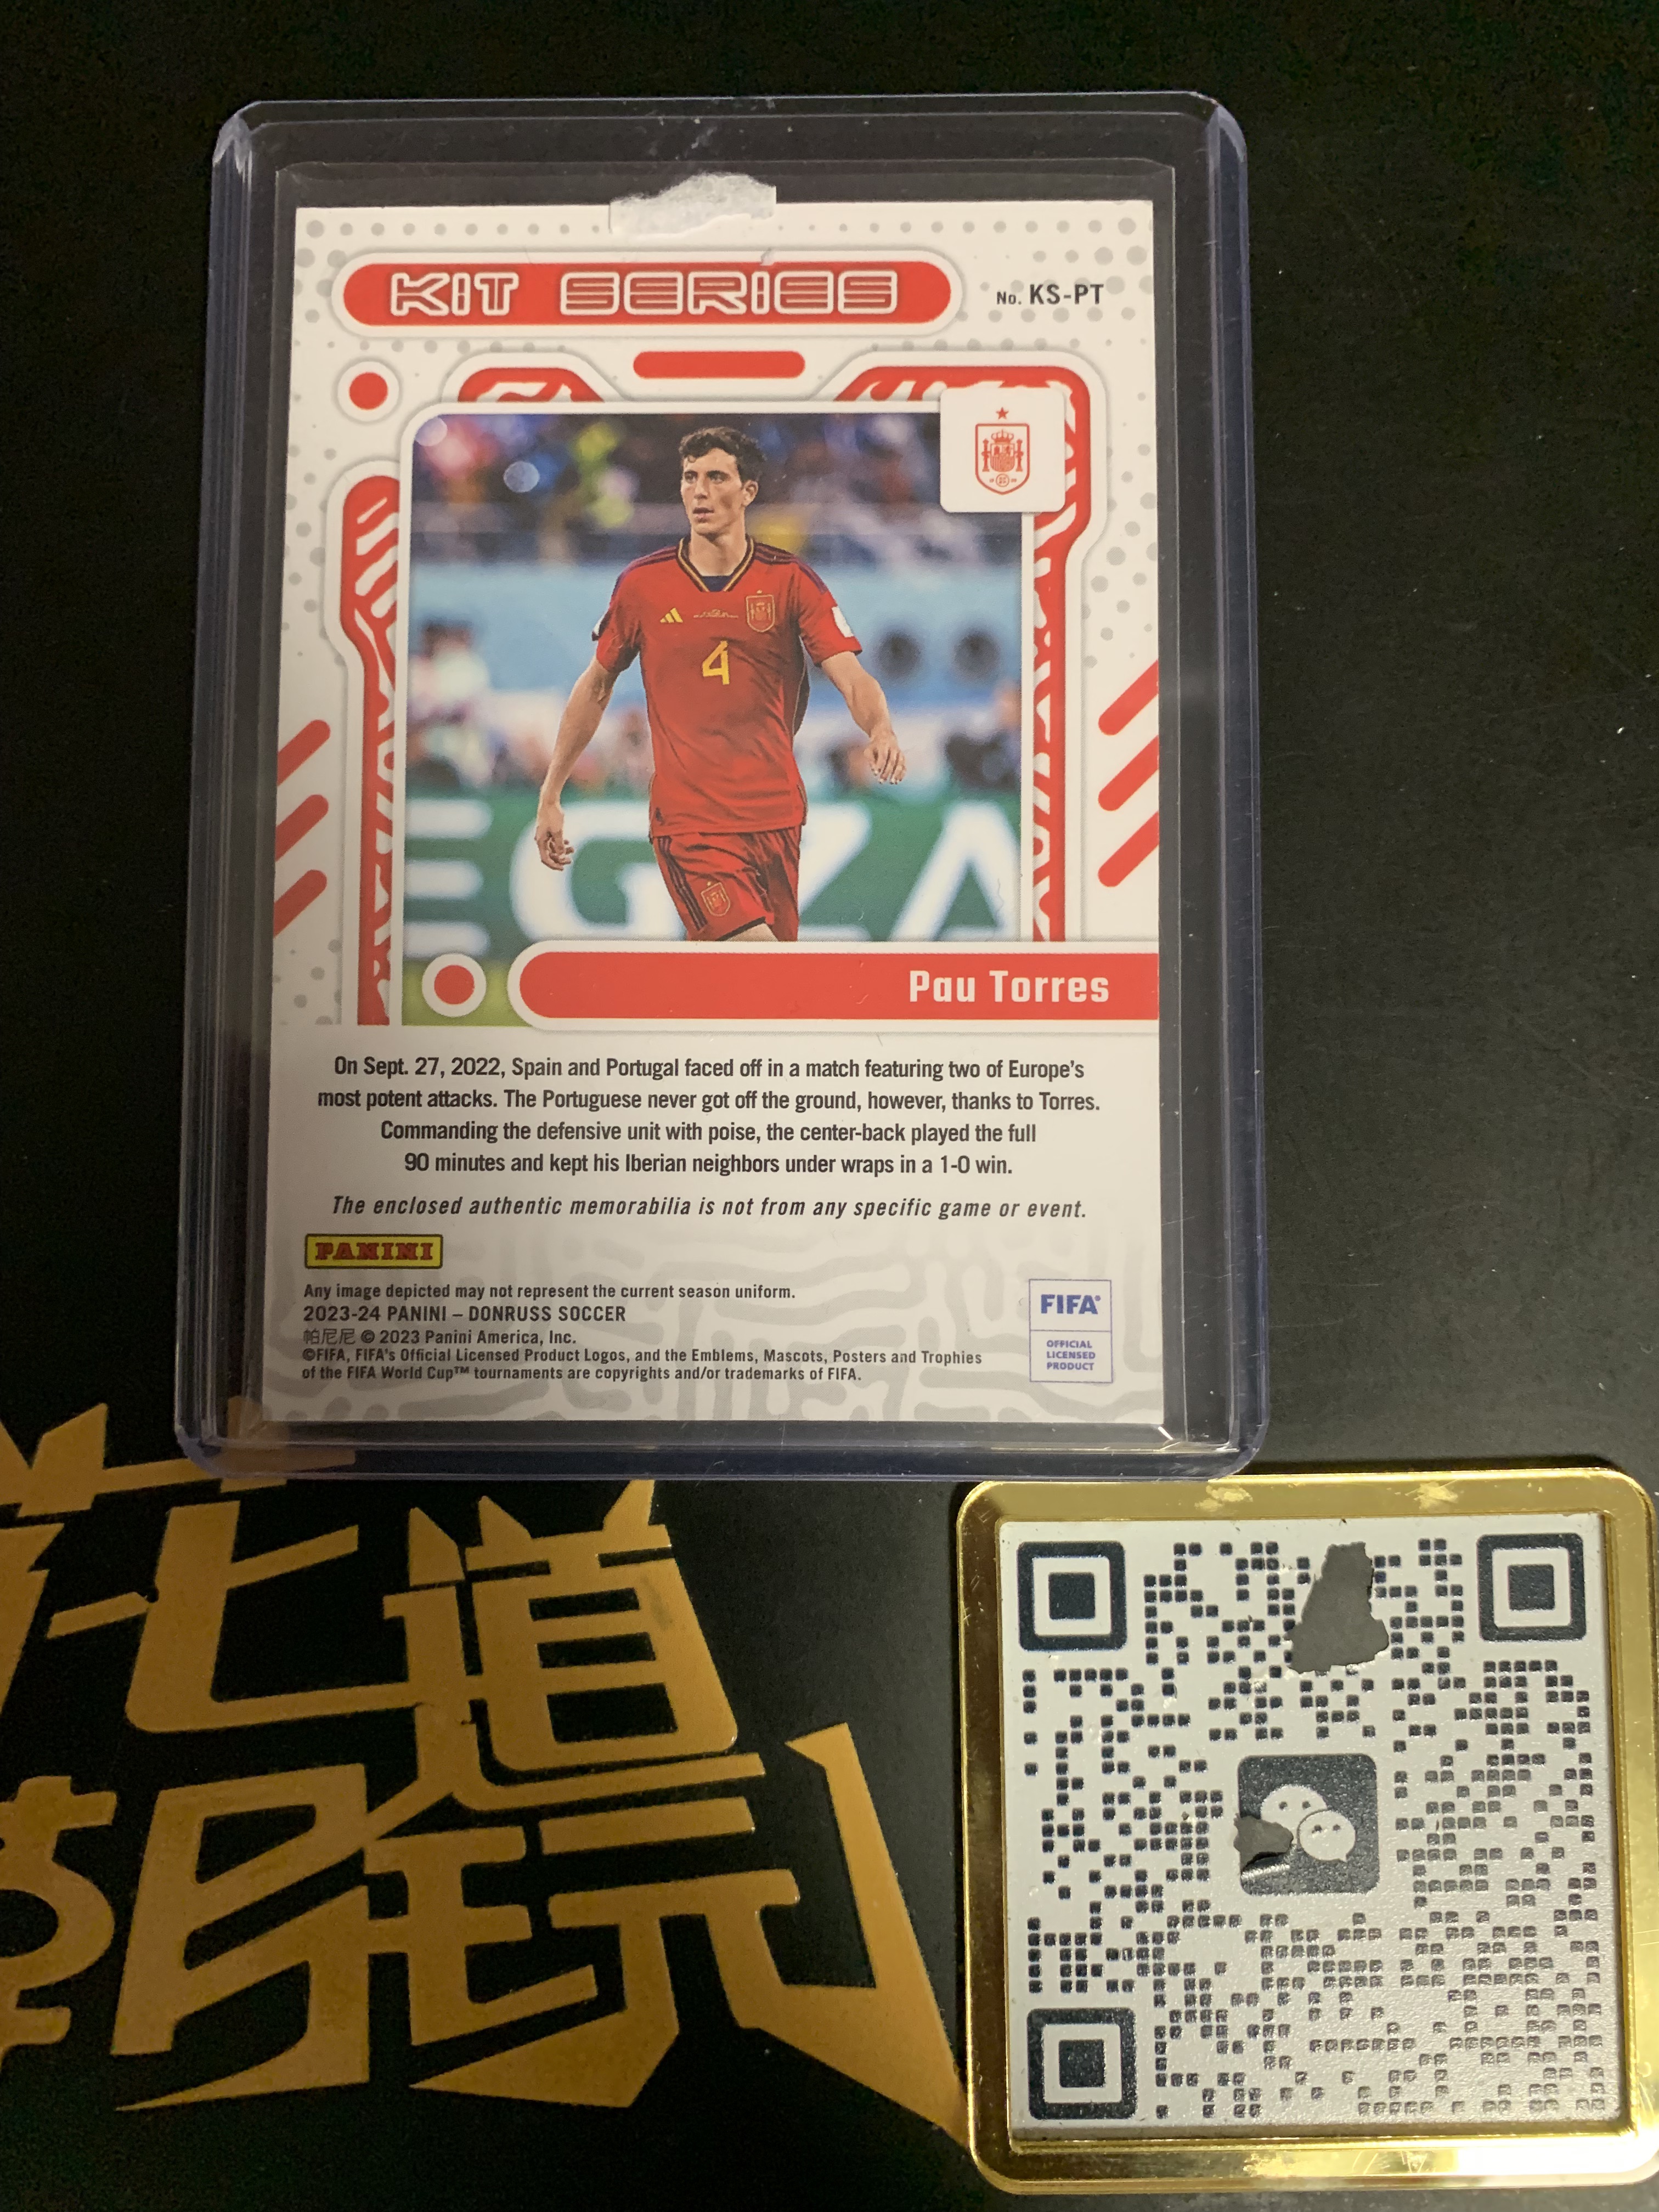 KIT SERIES
No. KS-PT
4
EGZA
Pau Torres
On Sept. 27, 2022, Spain and Portugal faced off in a match featuring two of Europe's
most potent attacks. The Portuguese never got off the ground, however, thanks to Torres.
Commanding the defensive unit with poise, the center-back played the full
90 minutes and kept his Iberian neighbors under wraps in a 1-0 win.
The enclosed authentic memorabilia is not from any specific game or event.
PANINI
Any image depicted may not represent the current season uniform.
2023-24 PANINI – DONRUSS SOCCER
帕尼尼 © 2023 Panini America, Inc.
©FIFA, FIFA's Official Licensed Product Logos, and the Emblems, Mascots, Posters and Trophies
of the FIFA World Cup™ tournaments are copyrights and/or trademarks of FIFA.
FIFA®
OFFICIAL
LICENSED
PRODUCT
道
玩